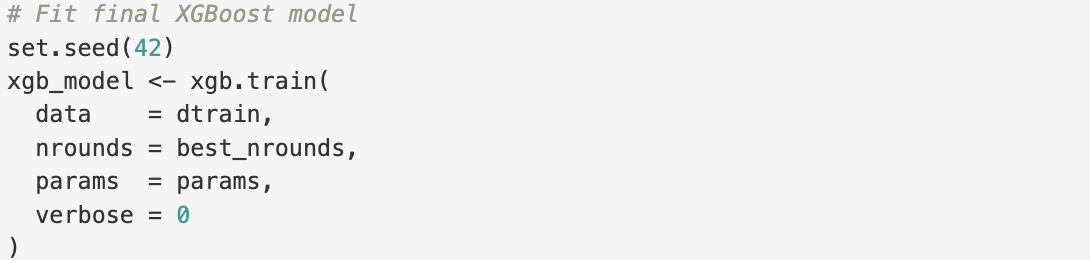 # Fit final XGBoost model
set.seed(42)
xgb_model <- xgb.train(
  data    = dtrain,
  nrounds = best_nrounds,
  params  = params,
  verbose = 0
)